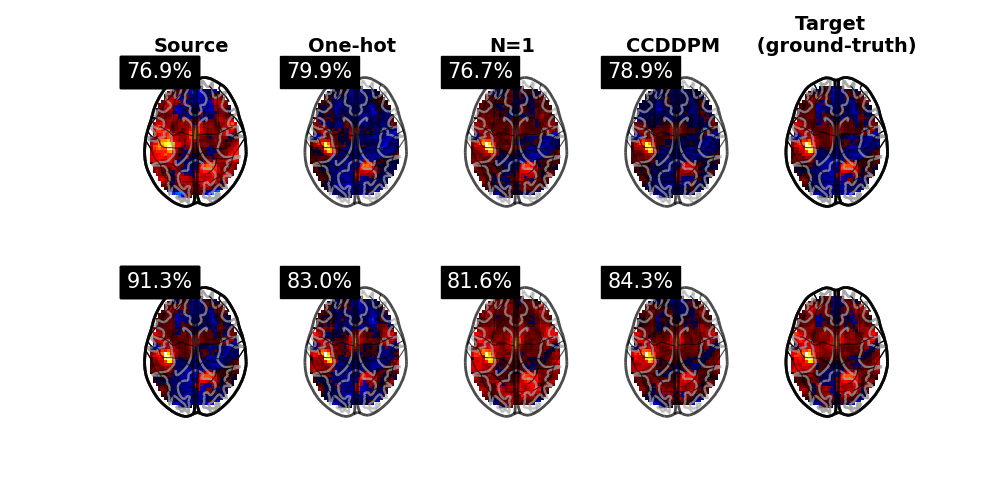 Source
One-hot
N=1
CCDDPM
Target
(ground-truth)
76.9%
79.9%
76.7%
78.9%
91.3%
83.0%
81.6%
84.3%